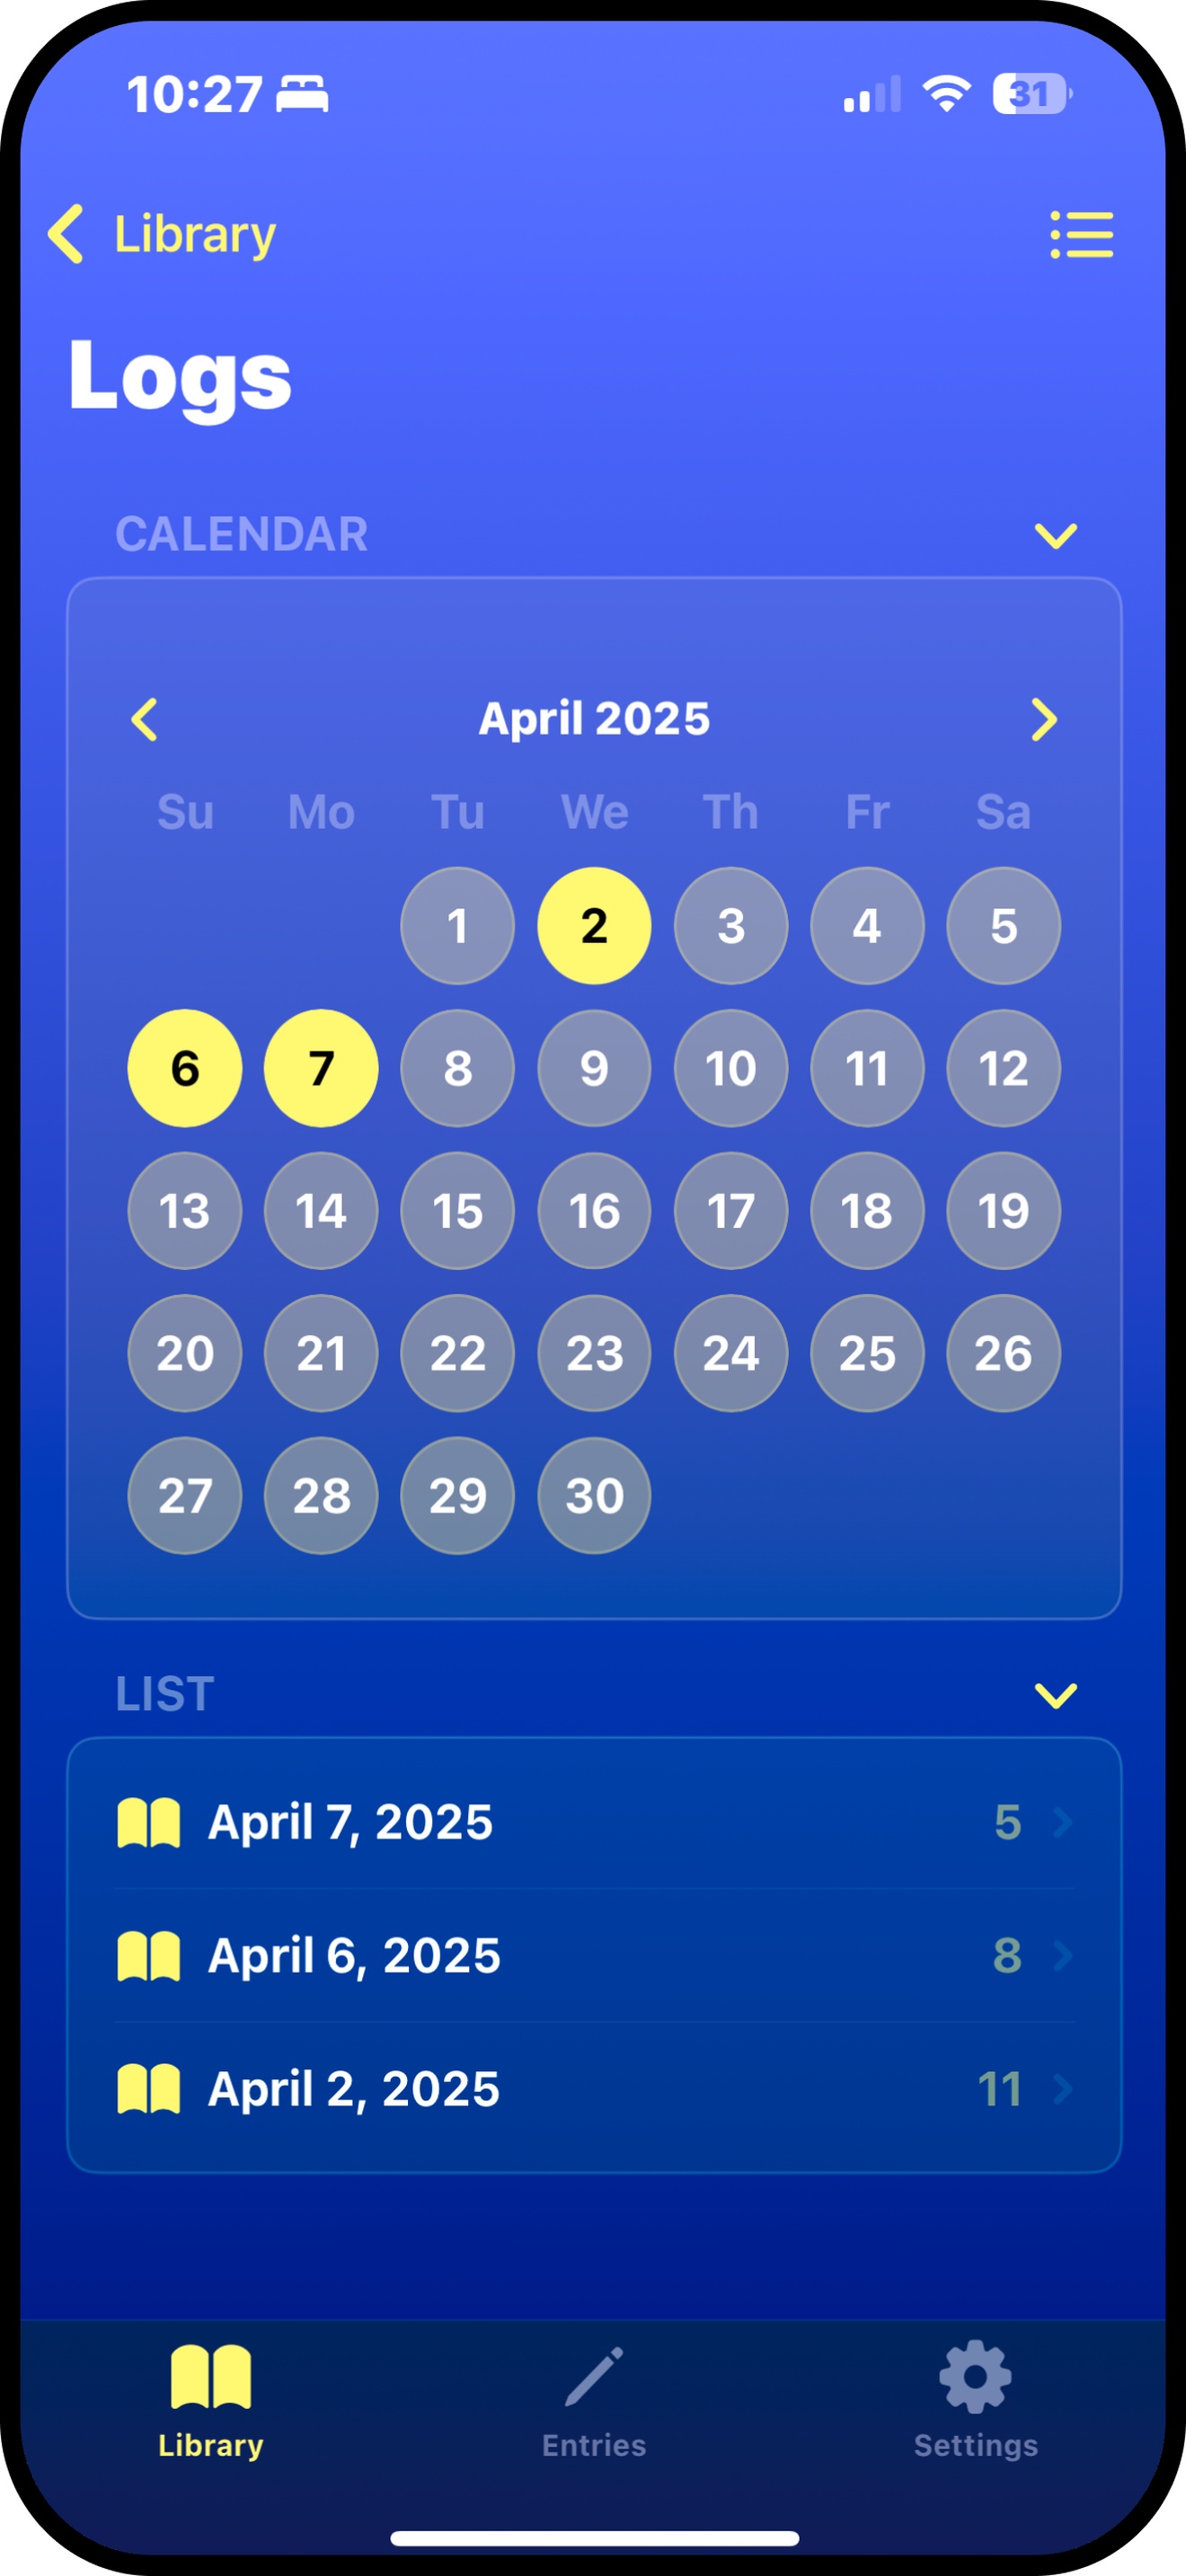 10:27
31
Library
Logs
CALENDAR
April 2025
Su Mo Tu We Th Fr Sa
1 2 3 4 5
6 7 8 9 10 11 12
13 14 15 16 17 18 19
20 21 22 23 24 25 26
27 28 29 30
LIST
April 7, 2025 5
April 6, 2025 8
April 2, 2025 11
Library Entries Settings